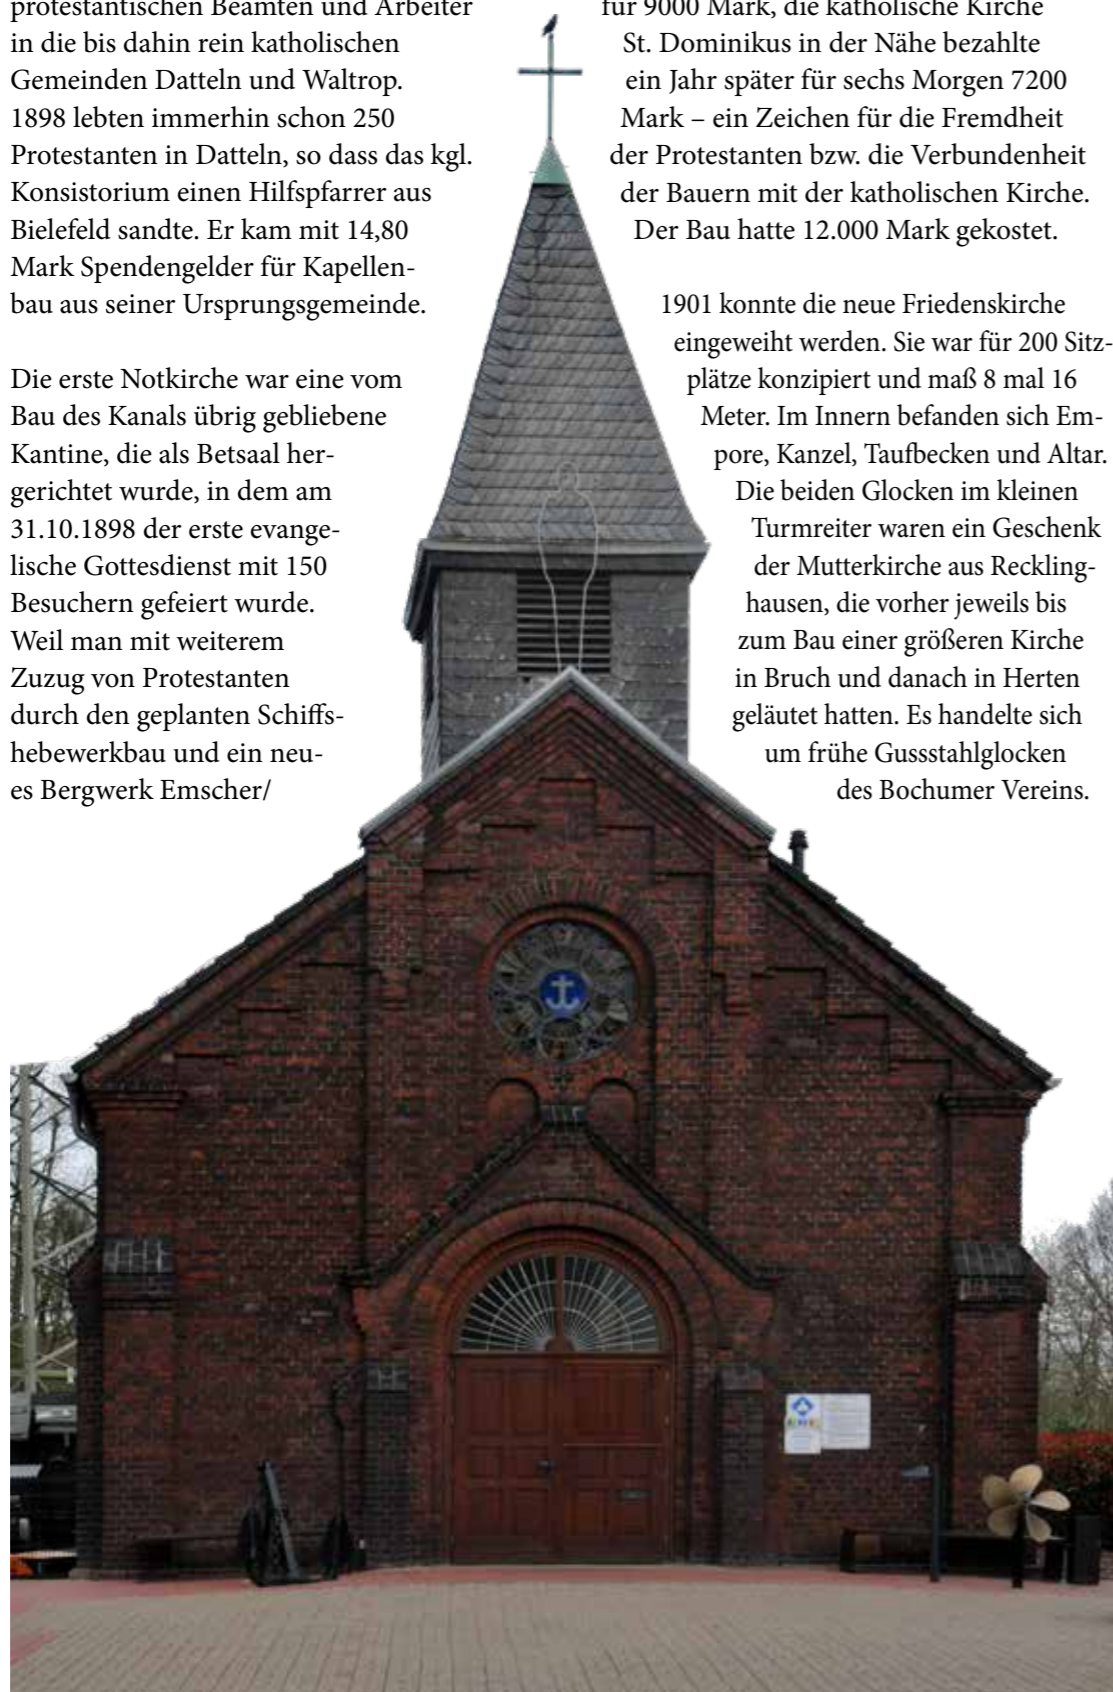 protestantischen Beamten und Arbeiter
in die bis dahin rein katholischen
Gemeinden Datteln und Waltrop.
1898 lebten immerhin schon 250
Protestanten in Datteln, so dass das kgl.
Konsistorium einen Hilfspfarrer aus
Bielefeld sandte. Er kam mit 14,80
Mark Spendengelder für Kapellen-
bau aus seiner Ursprungsgemeinde.
Die erste Notkirche war eine vom
Bau des Kanals übrig gebliebene
Kantine, die als Betsaal her-
gerichtet wurde, in dem am
31.10.1898 der erste evange-
lische Gottesdienst mit 150
Besuchern gefeiert wurde.
Weil man mit weiterem
Zuzug von Protestanten
durch den geplanten Schiffs-
hebewerkbau und ein neu-
es Bergwerk Emscher/
für 9000 Mark, die katholische Kirche
St. Dominikus in der Nähe bezahlte
ein Jahr später für sechs Morgen 7200
Mark – ein Zeichen für die Fremdheit
der Protestanten bzw. die Verbundenheit
der Bauern mit der katholischen Kirche.
Der Bau hatte 12.000 Mark gekostet.
1901 konnte die neue Friedenskirche
eingeweiht werden. Sie war für 200 Sitz-
plätze konzipiert und maß 8 mal 16
Meter. Im Innern befanden sich Em-
pore, Kanzel, Taufbecken und Altar.
Die beiden Glocken im kleinen
Turmreiter waren ein Geschenk
der Mutterkirche aus Reckling-
hausen, die vorher jeweils bis
zum Bau einer größeren Kirche
in Bruch und danach in Herten
geläutet hatten. Es handelte sich
um frühe Gussstahlglocken
des Bochumer Vereins.